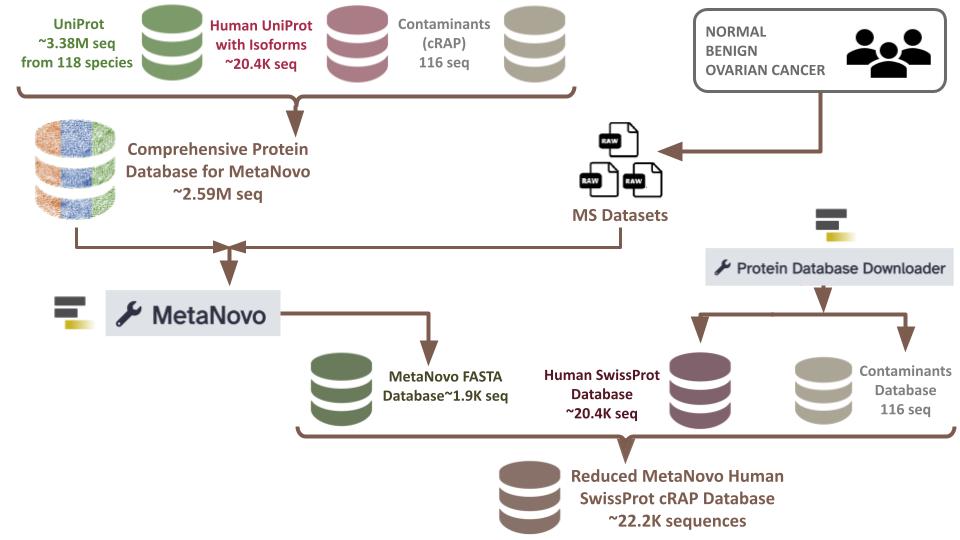 UniProt
~3.38M seq
from 118 species
Human UniProt
with Isoforms
~20.4K seq
Contaminants
(cRAP)
116 seq
NORMAL
BENIGN
OVARIAN CANCER
Comprehensive Protein
Database for MetaNovo
~2.59M seq
RAW
RAW
RAW
MS Datasets
Protein Database Downloader
MetaNovo
MetaNovo FASTA
Database~1.9K seq
Human SwissProt
Database
~20.4K seq
Contaminants
Database
116 seq
Reduced MetaNovo Human
SwissProt cRAP Database
~22.2K sequences